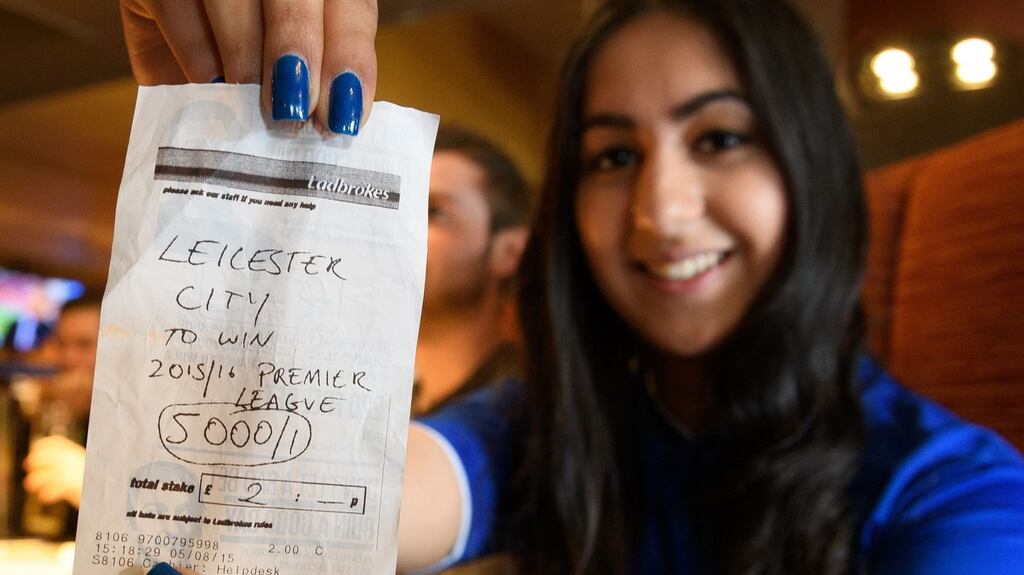 Ladbrokes
please ask our staff if you need any help
LEICESTER
CITY
TO WIN
2015/16 PREMIER
LEAGUE
5000/1
total stake £ 2 : — p
all bets are subject to Ladbrokes rules
8106 9700795998 2.00 C
15:18:29 05/08/15
S8106 Cashier: Helpdesk